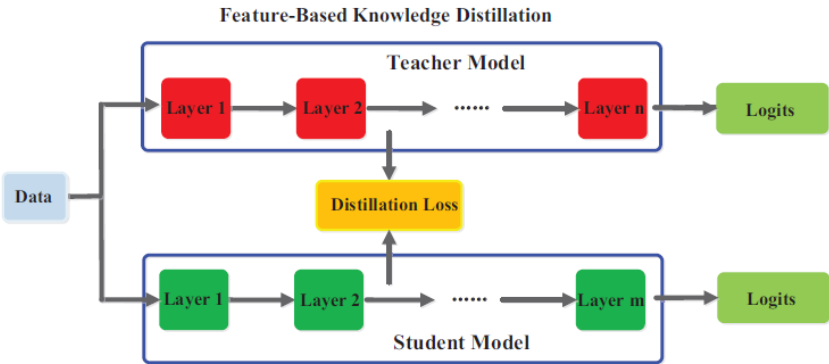 Feature-Based Knowledge Distillation
Teacher Model
Layer 1
Layer 2
......
Layer n
Logits
Data
Distillation Loss
Layer 1
Layer 2
......
Layer m
Logits
Student Model